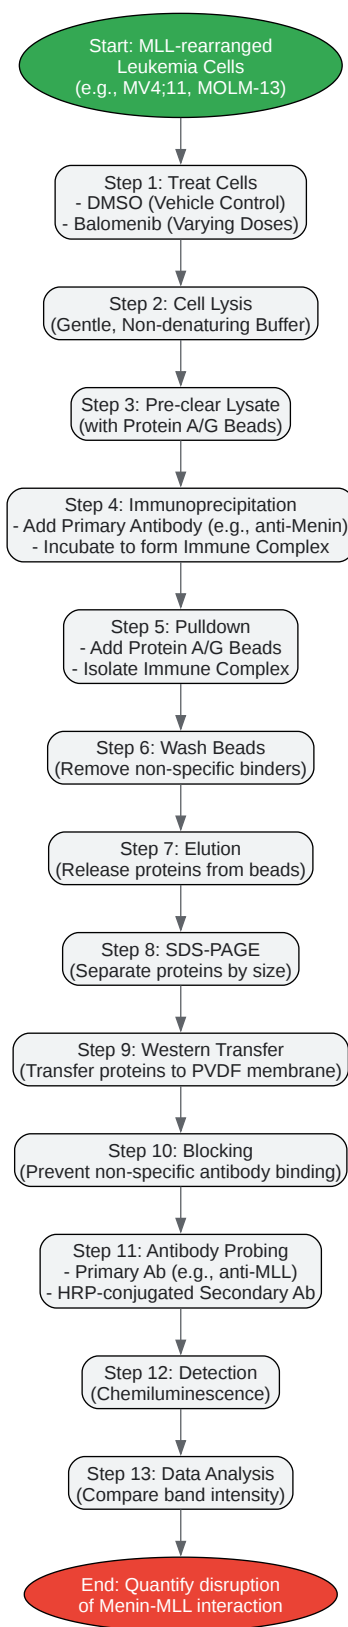 Start: MLL-rearranged
Leukemia Cells
(e.g., MV4;11, MOLM-13)
Step 1: Treat Cells
- DMSO (Vehicle Control)
- Balomenib (Varying Doses)
Step 2: Cell Lysis
(Gentle, Non-denaturing Buffer)
Step 3: Pre-clear Lysate
(with Protein A/G Beads)
Step 4: Immunoprecipitation
- Add Primary Antibody (e.g., anti-Menin)
- Incubate to form Immune Complex
Step 5: Pulldown
- Add Protein A/G Beads
- Isolate Immune Complex
Step 6: Wash Beads
(Remove non-specific binders)
Step 7: Elution
(Release proteins from beads)
Step 8: SDS-PAGE
(Separate proteins by size)
Step 9: Western Transfer
(Transfer proteins to PVDF membrane)
Step 10: Blocking
(Prevent non-specific antibody binding)
Step 11: Antibody Probing
- Primary Ab (e.g., anti-MLL)
- HRP-conjugated Secondary Ab
Step 12: Detection
(Chemiluminescence)
Step 13: Data Analysis
(Compare band intensity)
End: Quantify disruption
of Menin-MLL interaction